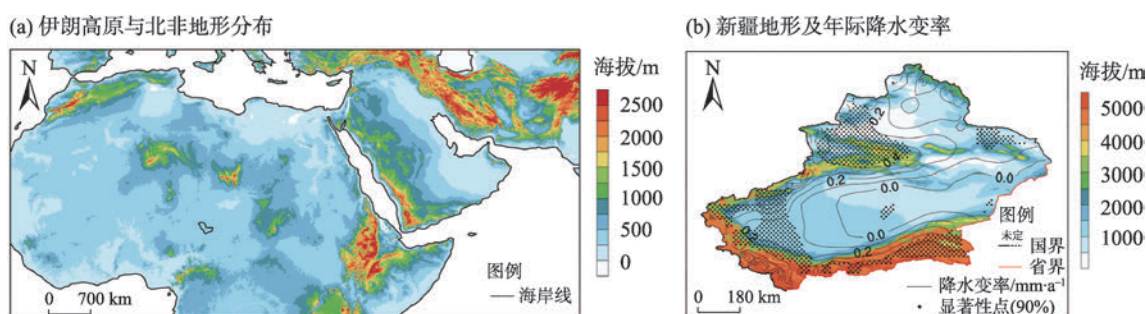 (a) 伊朗高原与北非地形分布
N
海拔/m
2500
2000
1500
1000
500
0
图例
海岸线
0 700 km
(b) 新疆地形及年际降水变率
N
海拔/m
5000
4000
3000
2000
1000
0.2
0.2
0.0
0.0
0.0
0.2
图例
未定
国界
省界
降水变率/mm·a⁻¹
显著性点(90%)
0 180 km